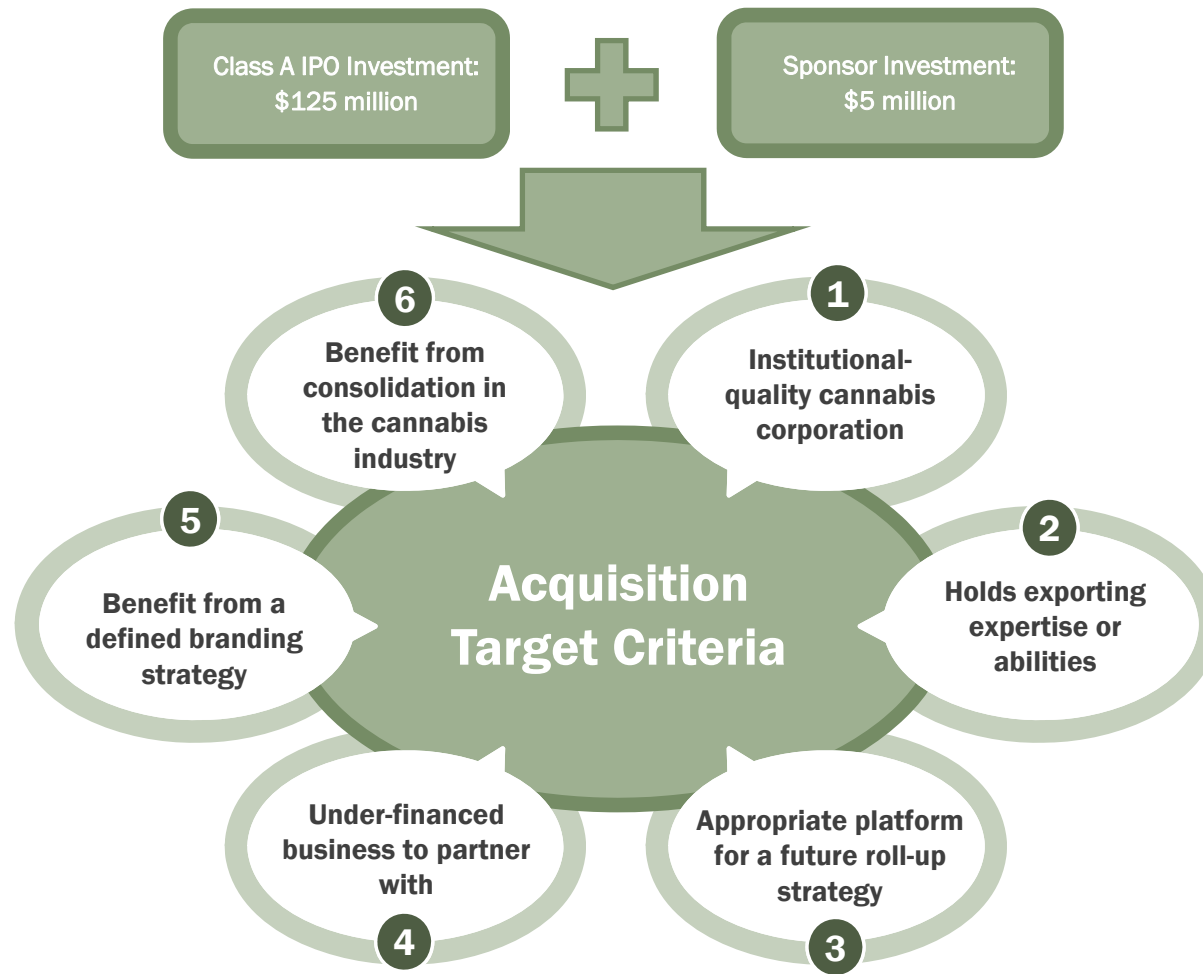 Class A IPO Investment:
$125 million
Sponsor Investment:
$5 million
1
Institutional-
quality cannabis
corporation
2
Holds exporting
expertise or
abilities
Appropriate platform
for a future roll-up
strategy
3
Under-financed
business to partner
with
4
5
Benefit from a
defined branding
strategy
6
Benefit from
consolidation in
the cannabis
industry
Acquisition
Target Criteria